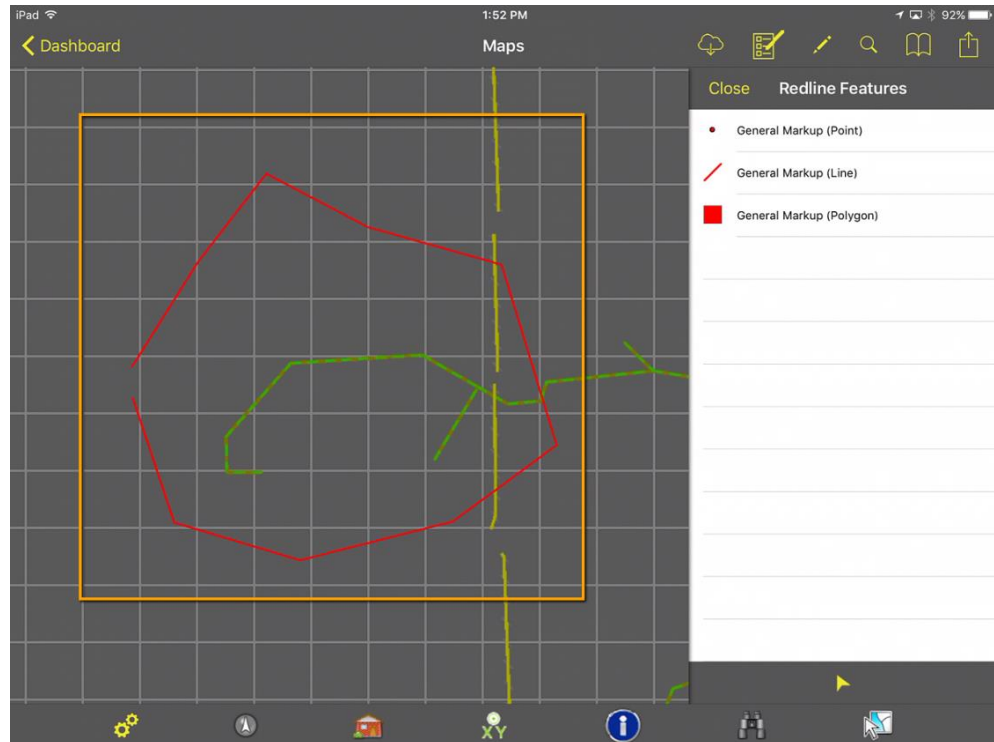 iPad 1:52 PM 92%
Dashboard Maps
Close Redline Features
General Markup (Point)
General Markup (Line)
General Markup (Polygon)
XY
i